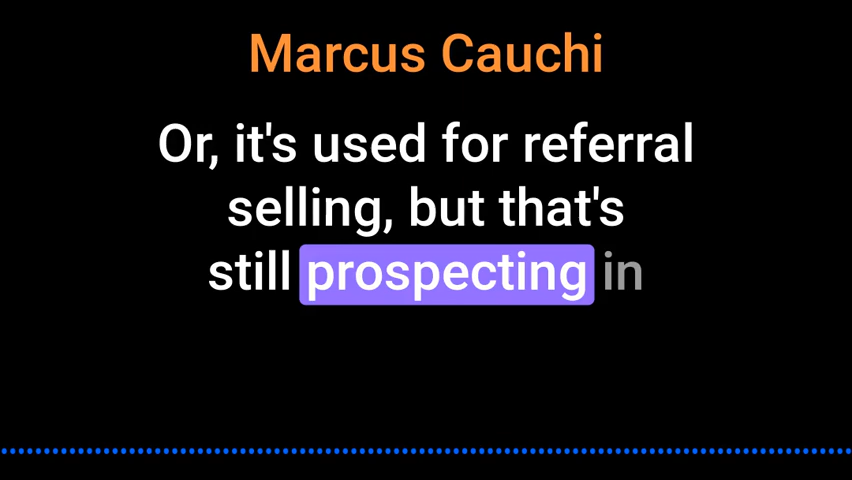 Marcus Cauchi
Or, it's used for referral
selling, but that's
still prospecting in